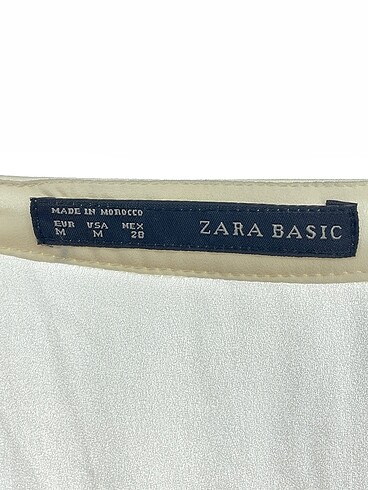 MADE IN MOROCCO
EUR USA MEX
M M 28
ZARA BASIC